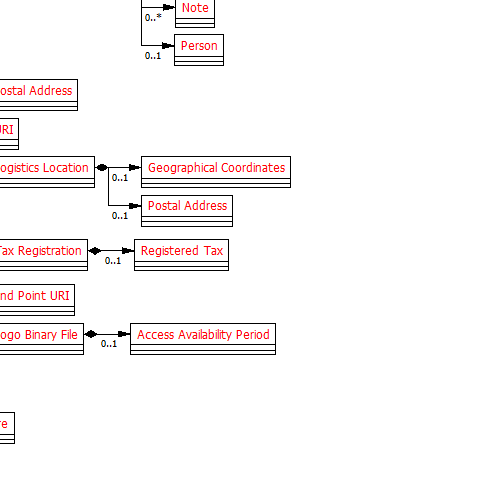 Note
0..*
Person
0..1
ostal Address
RI
ogistics Location
Geographical Coordinates
0..1
Postal Address
0..1
Tax Registration
Registered Tax
0..1
nd Point URI
ogo Binary File
Access Availability Period
0..1
re